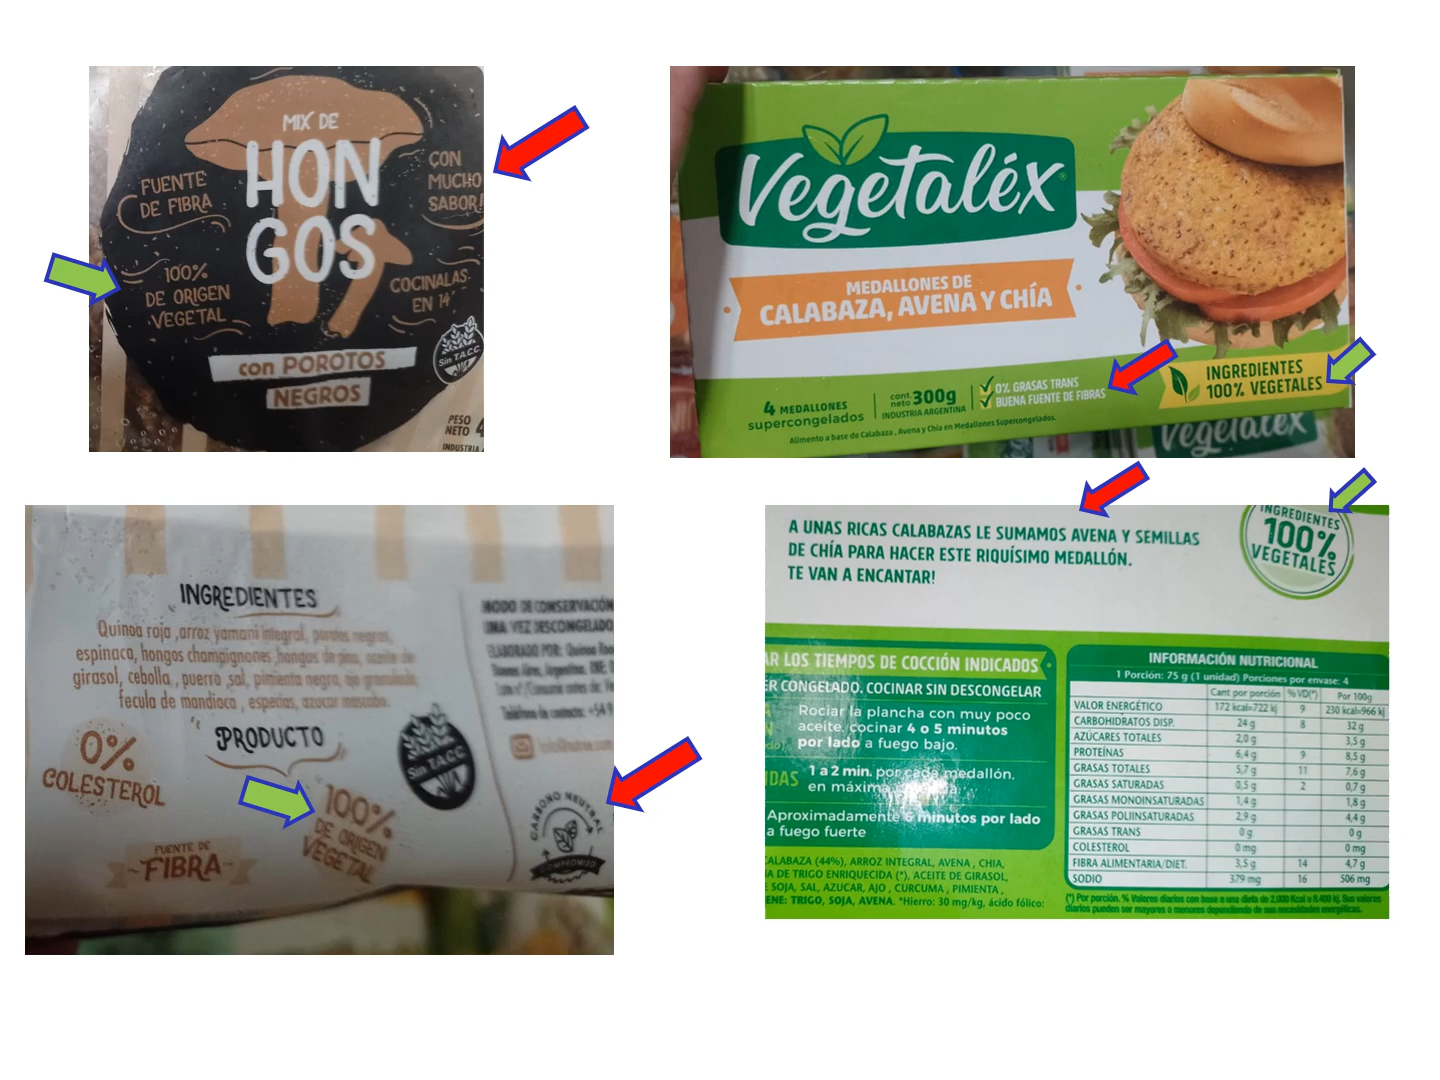 MIX DE
HON
GOS
FUENTE
DE FIBRA
CON
MUCHO
SABOR!
100%
DE ORIGEN
VEGETAL
COCINALAS
EN 14'
Sin T.A.C.C.
con POROTOS
NEGROS
PESO
NETO 4
INDUSTRIA
Vegetaléx
MEDALLONES DE
CALABAZA, AVENA Y CHÍA
4 MEDALLONES
supercongelados
cont. neto 300g
INDUSTRIA ARGENTINA
0% GRASAS TRANS
BUENA FUENTE DE FIBRAS
INGREDIENTES
100% VEGETALES
Alimento a base de Calabaza, Avena y Chía en Medallones Supercongelados.
Vegetaléx
INGREDIENTES
Quinoa roja, arroz yamani integral, porotos negros,
espinaca, hongos champignones, hongos de pino, aceite de
girasol, cebolla, puerro, sal, pimienta negra, ajo granulado,
fecula de mandioca, especias, azucar mascabo.
PRODUCTO
0%
COLESTEROL
100%
DE ORIGEN
VEGETAL
FUENTE DE
FIBRA
Sin T.A.C.C.
MODO DE CONSERVACIÓN
UNA VEZ DESCONGELADO
ELABORADO POR: Quinoa
Buenos Aires, Argentina.
Teléfono de contacto: +54 9
CARBONO NEUTRAL
COMPROMISO
A UNAS RICAS CALABAZAS LE SUMAMOS AVENA Y SEMILLAS
DE CHÍA PARA HACER ESTE RIQUÍSIMO MEDALLÓN.
TE VAN A ENCANTAR!
INGREDIENTES
100%
VEGETALES
AR LOS TIEMPOS DE COCCIÓN INDICADOS
ER CONGELADO. COCINAR SIN DESCONGELAR
Rociar la plancha con muy poco
aceite. cocinar 4 o 5 minutos
por lado a fuego bajo.
IDAS 1 a 2 min. por cada medallón,
en máxima
Aproximadamente 6 minutos por lado
a fuego fuerte
CALABAZA (44%), ARROZ INTEGRAL, AVENA, CHIA,
A DE TRIGO ENRIQUECIDA (*), ACEITE DE GIRASOL,
E SOJA, SAL, AZUCAR, AJO, CURCUMA, PIMIENTA,
ENE: TRIGO, SOJA, AVENA. *Hierro: 30 mg/kg, ácido fólico:
INFORMACIÓN NUTRICIONAL
1 Porción: 75 g (1 unidad) Porciones por envase: 4
Cant por porción % VD(*) Por 100g
VALOR ENERGÉTICO 172 kcal=722 kj 9 230 kcal=966 kj
CARBOHIDRATOS DISP. 24 g 8 32 g
AZÚCARES TOTALES 2,0 g 3,5 g
PROTEÍNAS 6,4 g 9 8,5 g
GRASAS TOTALES 5,7 g 11 7,6 g
GRASAS SATURADAS 0,5 g 2 0,7 g
GRASAS MONOINSATURADAS 1,4 g 1,8 g
GRASAS POLIINSATURADAS 2,9 g 4,4 g
GRASAS TRANS 0 g 0 g
COLESTEROL 0 mg 0 mg
FIBRA ALIMENTARIA/DIET. 3,5 g 14 4,7 g
SODIO 379 mg 16 506 mg
(*) Por porción. % Valores diarios con base a una dieta de 2.000 Kcal u 8.400 kj. Sus valores
diarios pueden ser mayores o menores dependiendo de sus necesidades energéticas.